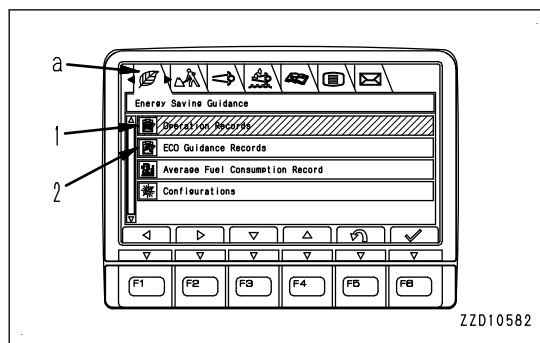 a
Energy Saving Guidance
1
Operation Records
2
ECO Guidance Records
Average Fuel Consumption Record
Configurations
F1 F2 F3 F4 F5 F6
ZZD10582